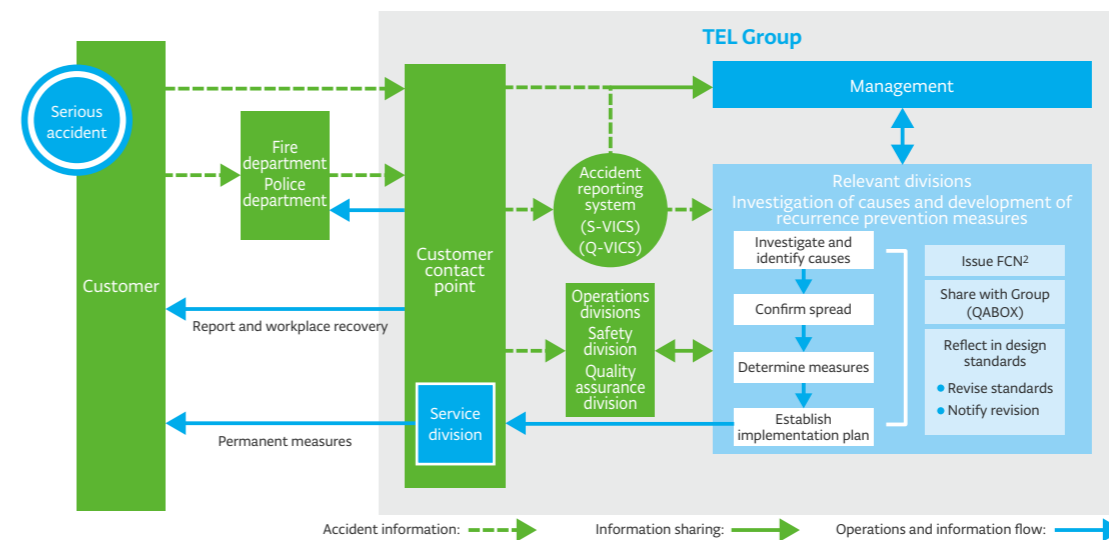 TEL Group
Serious
accident
Management
Fire
department
Police
department
Accident
reporting
system
(S-VICS)
(Q-VICS)
Relevant divisions
Investigation of causes and development of
recurrence prevention measures
Investigate and
identify causes
Issue FCN2
Customer
Customer
contact
point
Share with Group
(QABOX)
Operations
divisions
Safety
division
Quality
assurance
division
Confirm spread
Report and workplace recovery
Reflect in design
standards
Determine measures
• Revise standards
• Notify revision
Service
division
Establish
implementation plan
Permanent measures
Accident information:
Information sharing:
Operations and information flow: